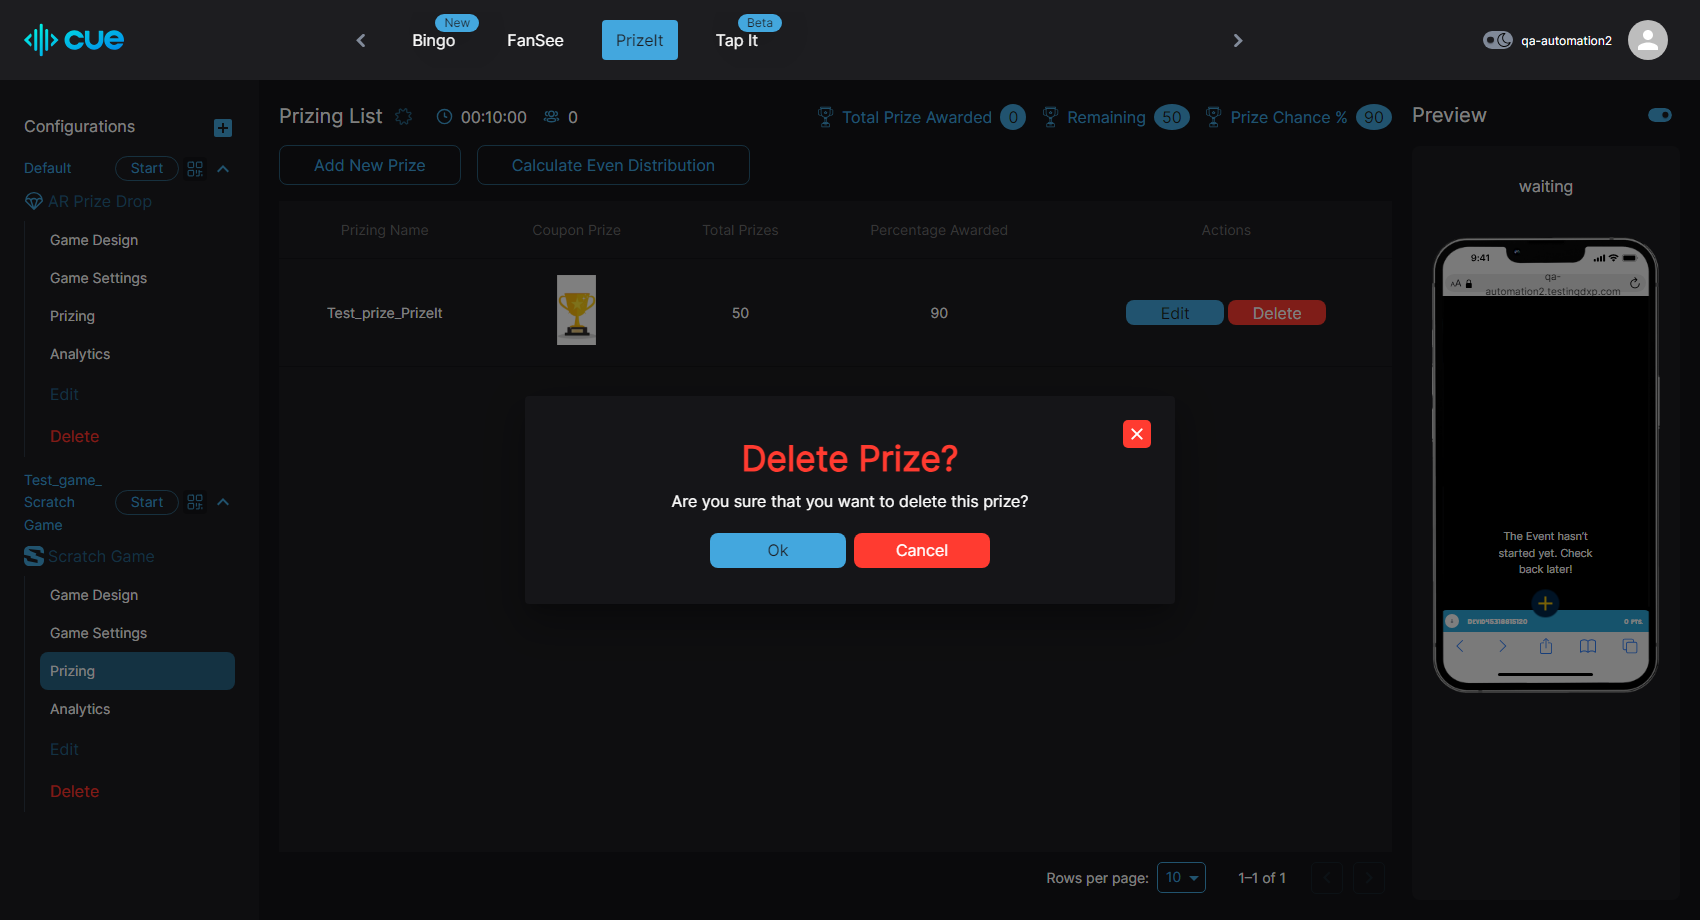 cue
New
Bingo
FanSee
PrizeIt
Beta
Tap It
qa-automation2
Configurations
Default
Start
AR Prize Drop
Game Design
Game Settings
Prizing
Analytics
Edit
Delete
Test_game_
Scratch
Game
Start
Scratch Game
Game Design
Game Settings
Prizing
Analytics
Edit
Delete
Prizing List
00:10:00
0
Total Prize Awarded 0
Remaining 50
Prize Chance % 90
Add New Prize
Calculate Even Distribution
Prizing Name
Coupon Prize
Total Prizes
Percentage Awarded
Actions
Test_prize_PrizeIt
50
90
Edit
Delete
Delete Prize?
Are you sure that you want to delete this prize?
Ok
Cancel
Rows per page: 10
1–1 of 1
Preview
waiting
9:41
AA
qa-
automation2.testingdxp.com
The Event hasn't
started yet. Check
back later!
0 PTS.